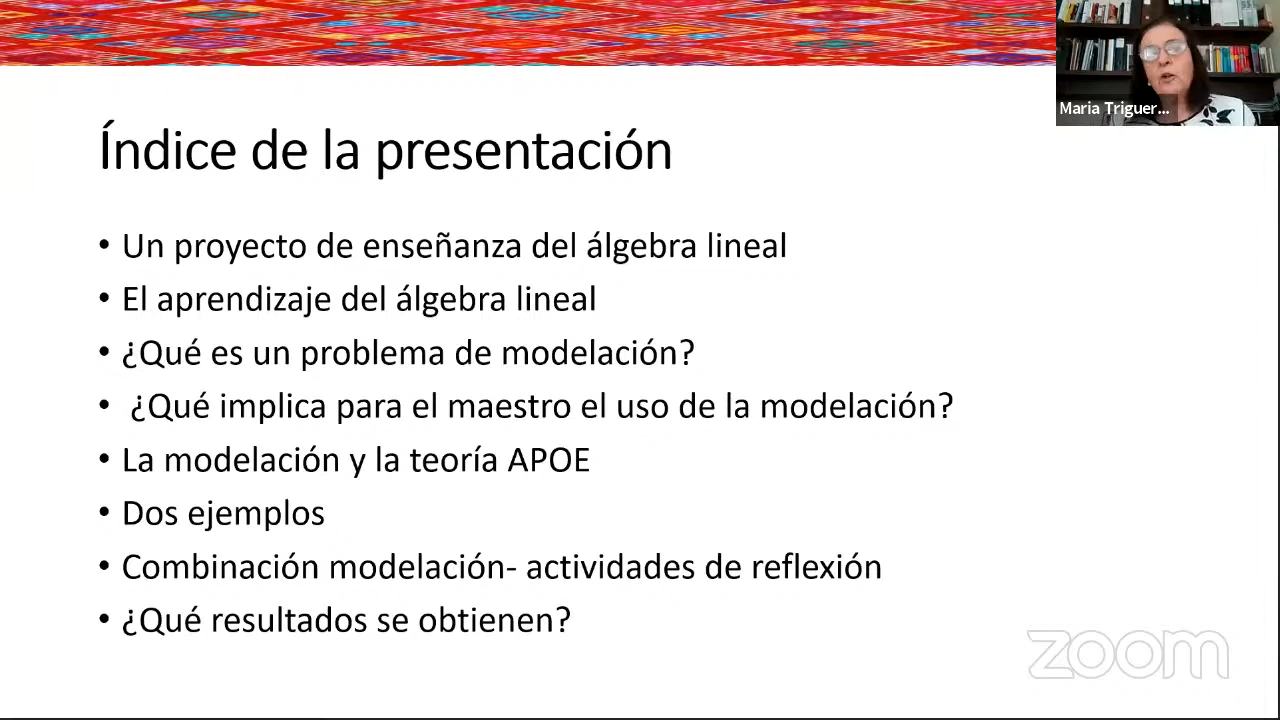 Maria Triguer...
Índice de la presentación
• Un proyecto de enseñanza del álgebra lineal
• El aprendizaje del álgebra lineal
• ¿Qué es un problema de modelación?
• ¿Qué implica para el maestro el uso de la modelación?
• La modelación y la teoría APOE
• Dos ejemplos
• Combinación modelación- actividades de reflexión
• ¿Qué resultados se obtienen?
zoom